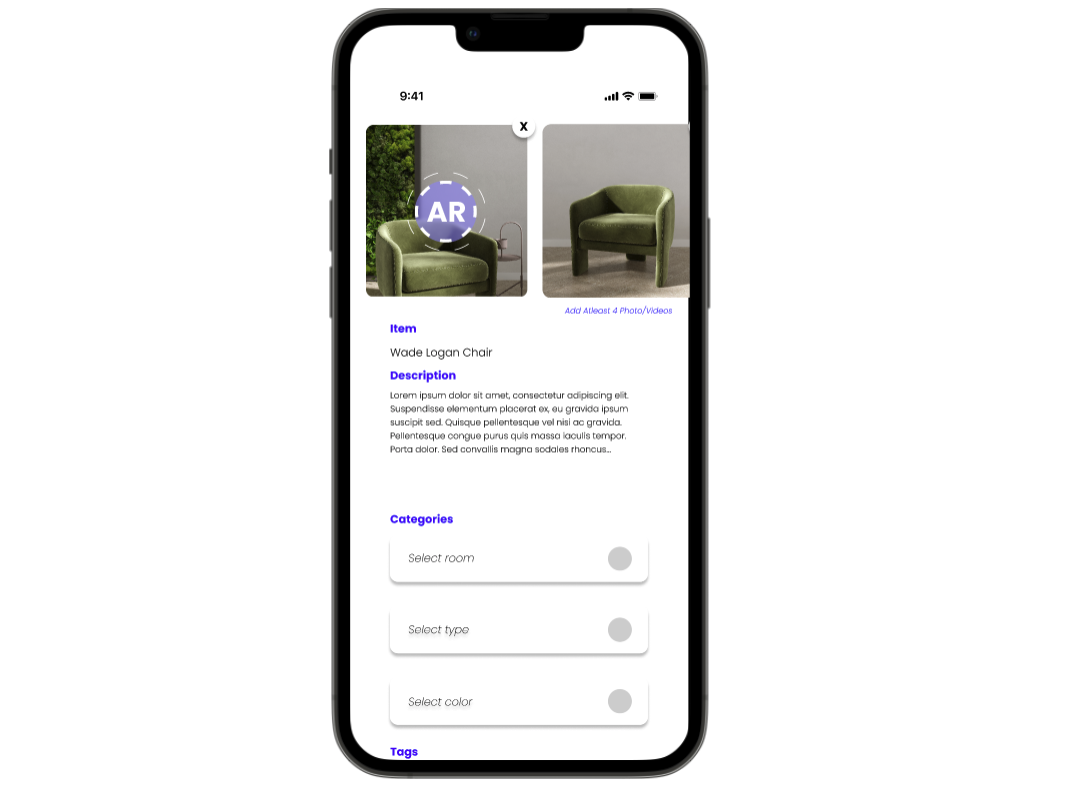 9:41
X
AR
Add Atleast 4 Photo/Videos
Item
Wade Logan Chair
Description
Lorem ipsum dolor sit amet, consectetur adipiscing elit.
Suspendisse elementum placerat ex, eu gravida ipsum
suscipit sed. Quisque pellentesque vel nisi ac gravida.
Pellentesque congue purus quis massa iaculis tempor.
Porta dolor. Sed convallis magna sodales rhoncus...
Categories
Select room
Select type
Select color
Tags